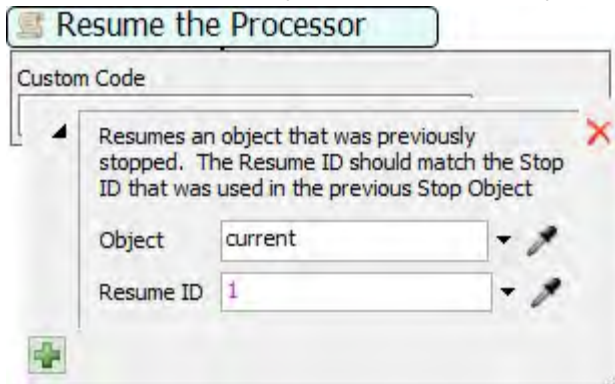 Resume the Processor
Custom Code
Resumes an object that was previously
stopped. The Resume ID should match the Stop
ID that was used in the previous Stop Object
Object current
Resume ID 1